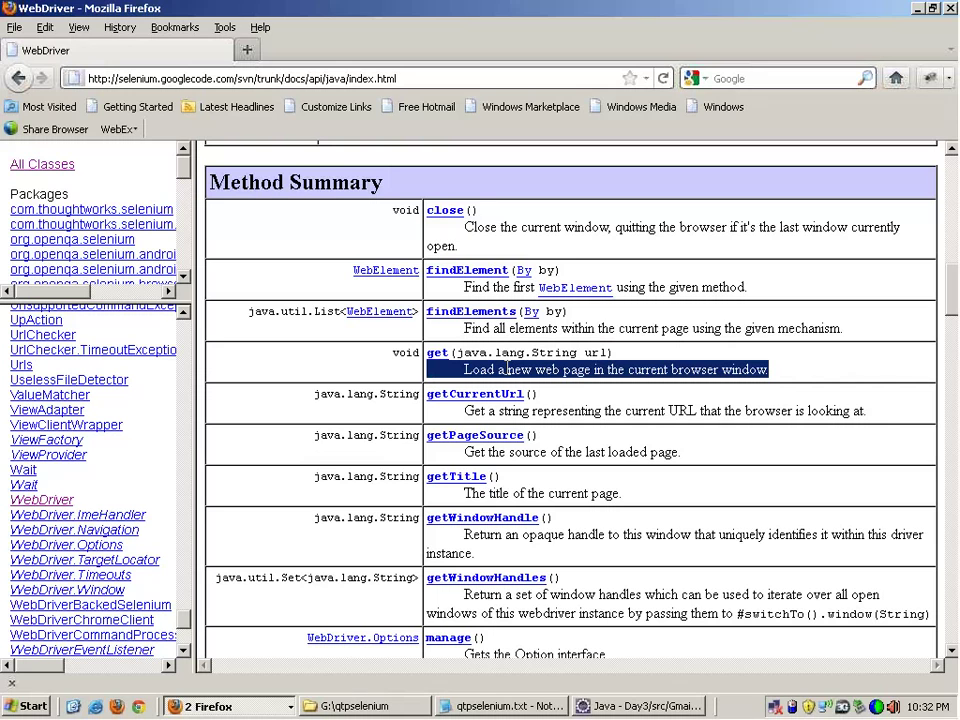 WebDriver - Mozilla Firefox
File Edit View History Bookmarks Tools Help
WebDriver
http://selenium.googlecode.com/svn/trunk/docs/api/java/index.html
Google
Most Visited Getting Started Latest Headlines Customize Links Free Hotmail Windows Marketplace Windows Media Windows
Share Browser WebEx
All Classes
Packages
com.thoughtworks.selenium
com.thoughtworks.selenium.
org.openqa.selenium
org.openqa.selenium.androi
org.openqa.selenium.androi
org.openqa.selenium.browse
UnsupportedCommandExce
UpAction
UrlChecker
UrlChecker.TimeoutExceptio
Urls
UselessFileDetector
ValueMatcher
ViewAdapter
ViewClientWrapper
ViewFactory
ViewProvider
Wait
Wait
WebDriver
WebDriver.ImeHandler
WebDriver.Navigation
WebDriver.Options
WebDriver.TargetLocator
WebDriver.Timeouts
WebDriver.Window
WebDriverBackedSelenium
WebDriverChromeClient
WebDriverCommandProces
WebDriverEventListener
Method Summary
void close()
Close the current window, quitting the browser if it's the last window currently
open.
WebElement findElement(By by)
Find the first WebElement using the given method.
java.util.List<WebElement> findElements(By by)
Find all elements within the current page using the given mechanism.
void get(java.lang.String url)
Load a new web page in the current browser window.
java.lang.String getCurrentUrl()
Get a string representing the current URL that the browser is looking at.
java.lang.String getPageSource()
Get the source of the last loaded page.
java.lang.String getTitle()
The title of the current page.
java.lang.String getWindowHandle()
Return an opaque handle to this window that uniquely identifies it within this driver
instance.
java.util.Set<java.lang.String> getWindowHandles()
Return a set of window handles which can be used to iterate over all open
windows of this webdriver instance by passing them to #switchTo().window(String)
WebDriver.Options manage()
Gets the Option interface
Start 2 Firefox G:\qtpselenium qtpselenium.txt - Not... Java - Day3/src/Gmai... 10:32 PM